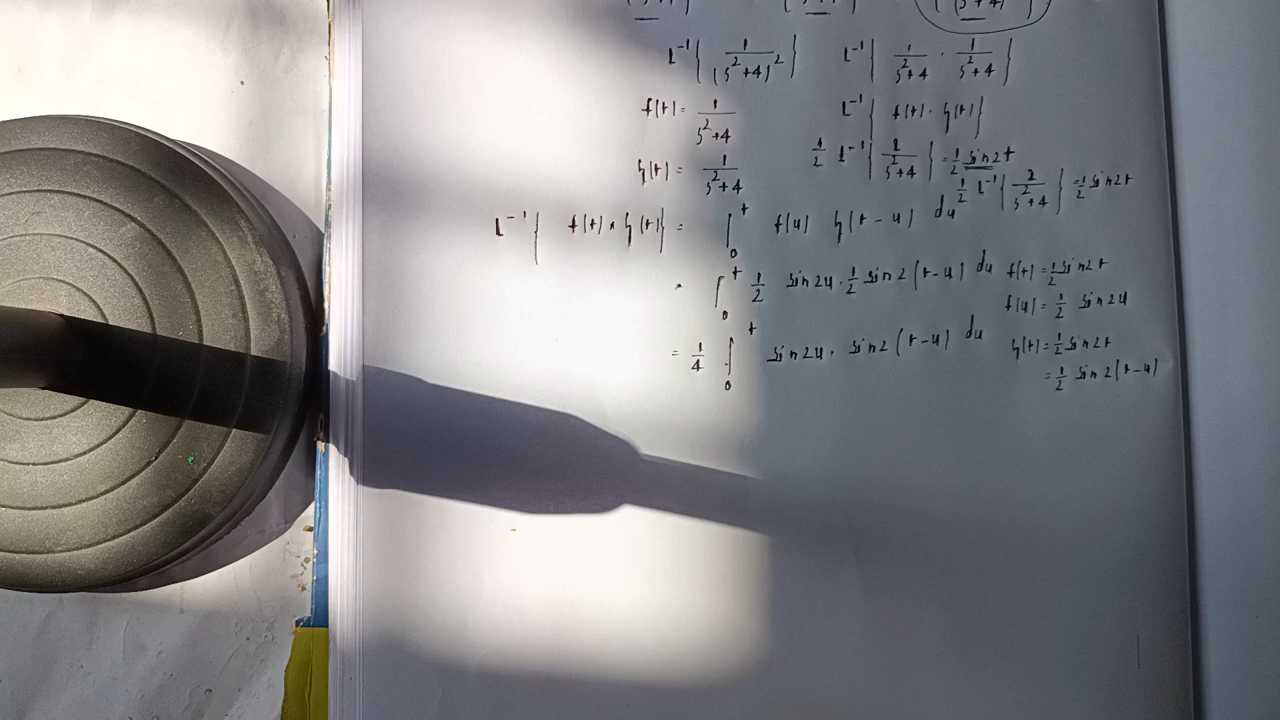 L⁻¹{ 1/(s²+4)² } L⁻¹{ 1/s²+4 · 1/s²+4 }
f(t) = 1/s²+4 L⁻¹{ f(t) · g(t) }
g(t) = 1/s²+4 1/2 L⁻¹{ 2/s²+4 } = 1/2 sin2t
1/2 L⁻¹{ 2/s²+4 } = 1/2 sin2t
L⁻¹{ f(t) * g(t) } = ∫₀ᵗ f(u) g(t-u) du
= ∫₀ᵗ 1/2 sin2u · 1/2 sin2(t-u) du f(t) = 1/2 sin2t
f(u) = 1/2 sin2u
= 1/4 ∫₀ᵗ sin2u · sin2(t-u) du g(t) = 1/2 sin2t
= 1/2 sin2(t-u)